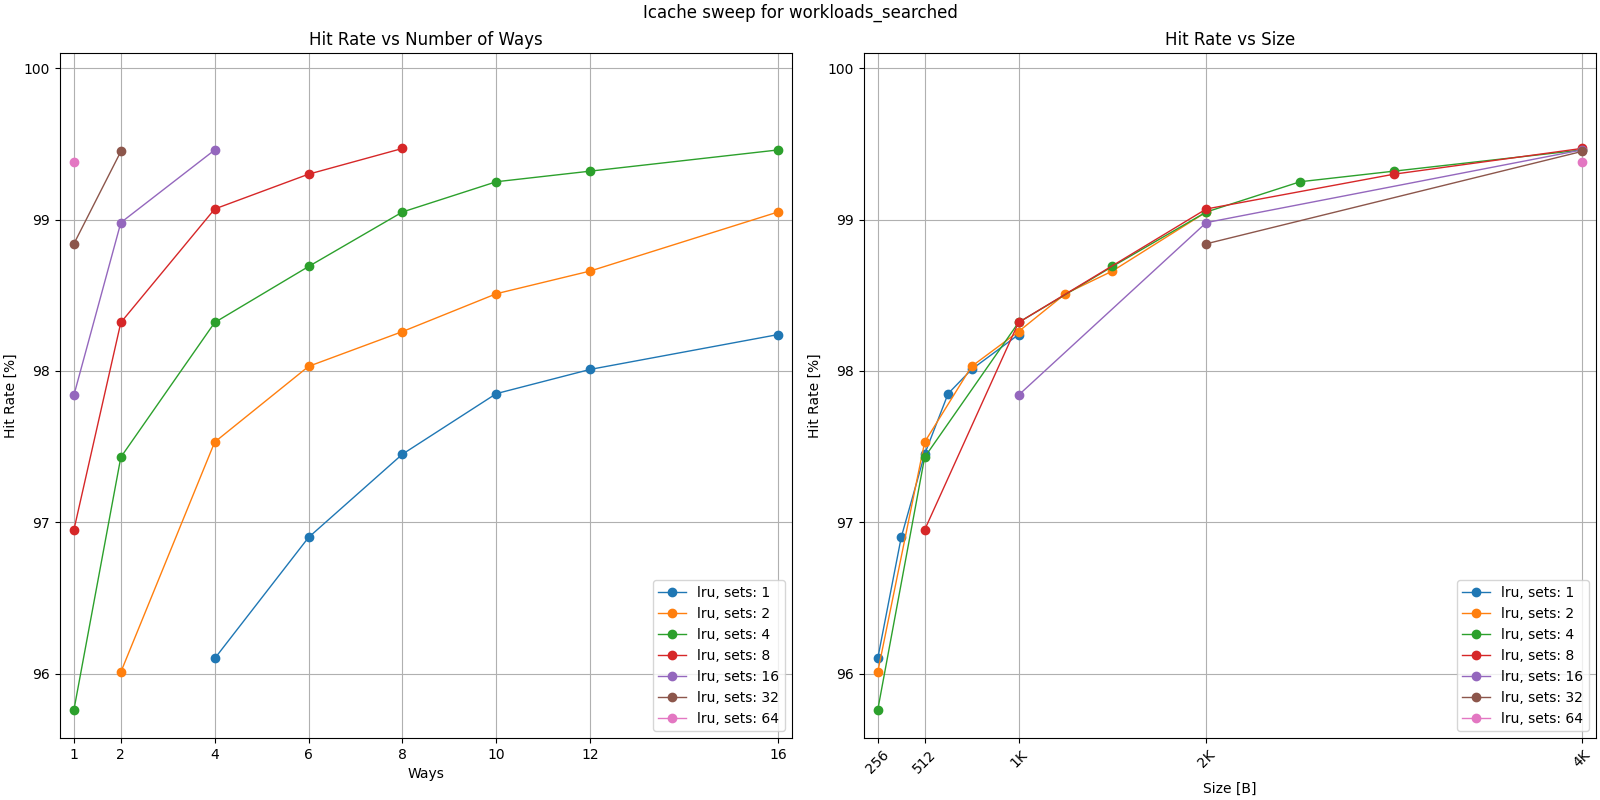 Icache sweep for workloads_searched
Hit Rate vs Number of Ways
100
99
98
97
96
Hit Rate [%]
1 2 4 6 8 10 12 16
Ways
lru, sets: 1
lru, sets: 2
lru, sets: 4
lru, sets: 8
lru, sets: 16
lru, sets: 32
lru, sets: 64
Hit Rate vs Size
100
99
98
97
96
Hit Rate [%]
256 512 1K 2K 4K
Size [B]
lru, sets: 1
lru, sets: 2
lru, sets: 4
lru, sets: 8
lru, sets: 16
lru, sets: 32
lru, sets: 64